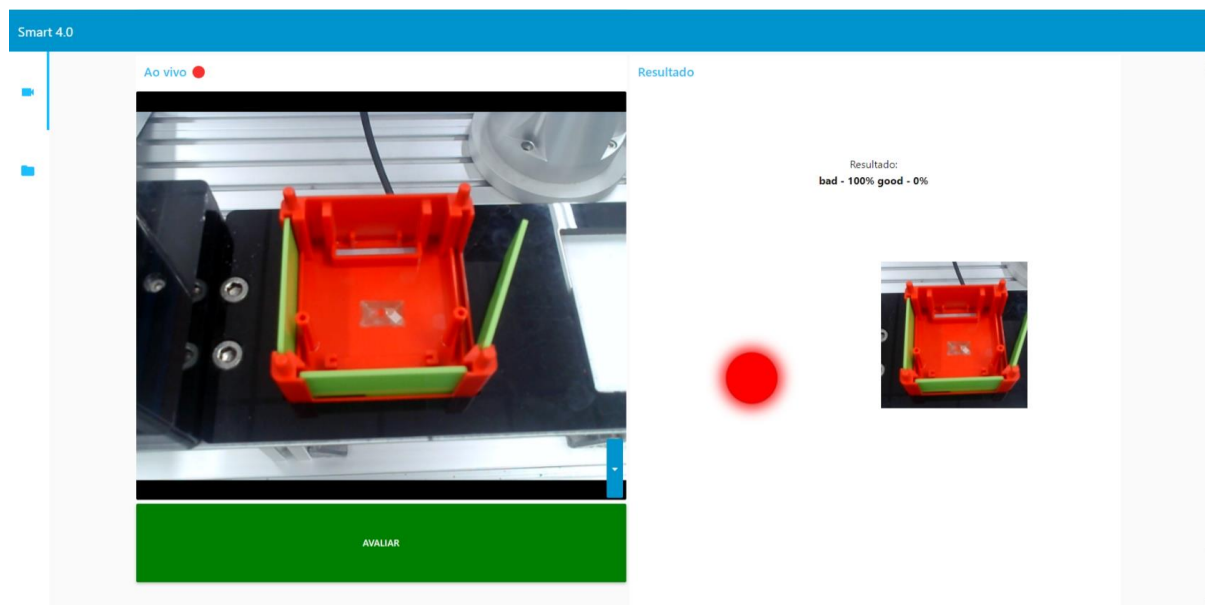 Smart 4.0
Ao vivo
Resultado
Resultado:
bad - 100% good - 0%
AVALIAR